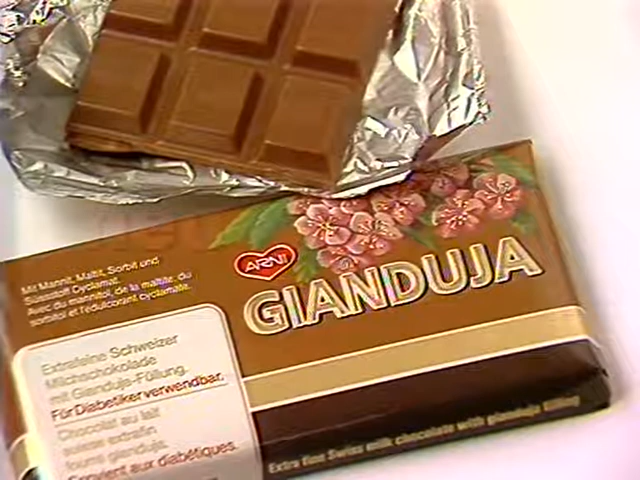 Mit Mannit, Maltit, Sorbit und
Süssstoff Cyclamat.
Avec du mannitol, de la maltite, du
sorbitol et l'edulcorant cyclamate.
ARNI
GIANDUJA
Extrafeine Schweizer
Milchschokolade
mit Gianduja-Füllung.
Für Diabetiker verwendbar.
Chocolat au lait
suisse extrafin
fourré gianduja.
Convient aux diabétiques.
Extra fine Swiss milk chocolate with gianduja filling